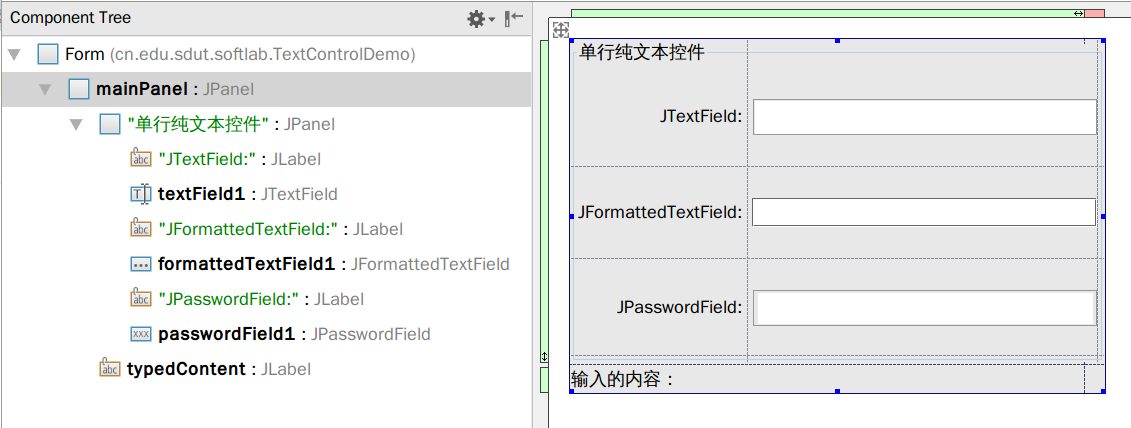 Component Tree
Form (cn.edu.sdut.softlab.TextControlDemo)
mainPanel : JPanel
"单行纯文本控件" : JPanel
"JTextField:" : JLabel
textField1 : JTextField
"JFormattedTextField:" : JLabel
formattedTextField1 : JFormattedTextField
"JPasswordField:" : JLabel
passwordField1 : JPasswordField
typedContent : JLabel
单行纯文本控件
JTextField:
JFormattedTextField:
JPasswordField:
输入的内容：